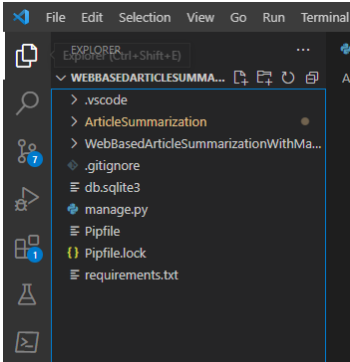 File Edit Selection View Go Run Terminal
EXPLORER
Explorer (Ctrl+Shift+E)
WEBBASEDARTICLESUMMA...
.vscode
A
ArticleSummarization
WebBasedArticleSummarizationWithMa...
7
.gitignore
db.sqlite3
manage.py
Pipfile
{} Pipfile.lock
1
requirements.txt